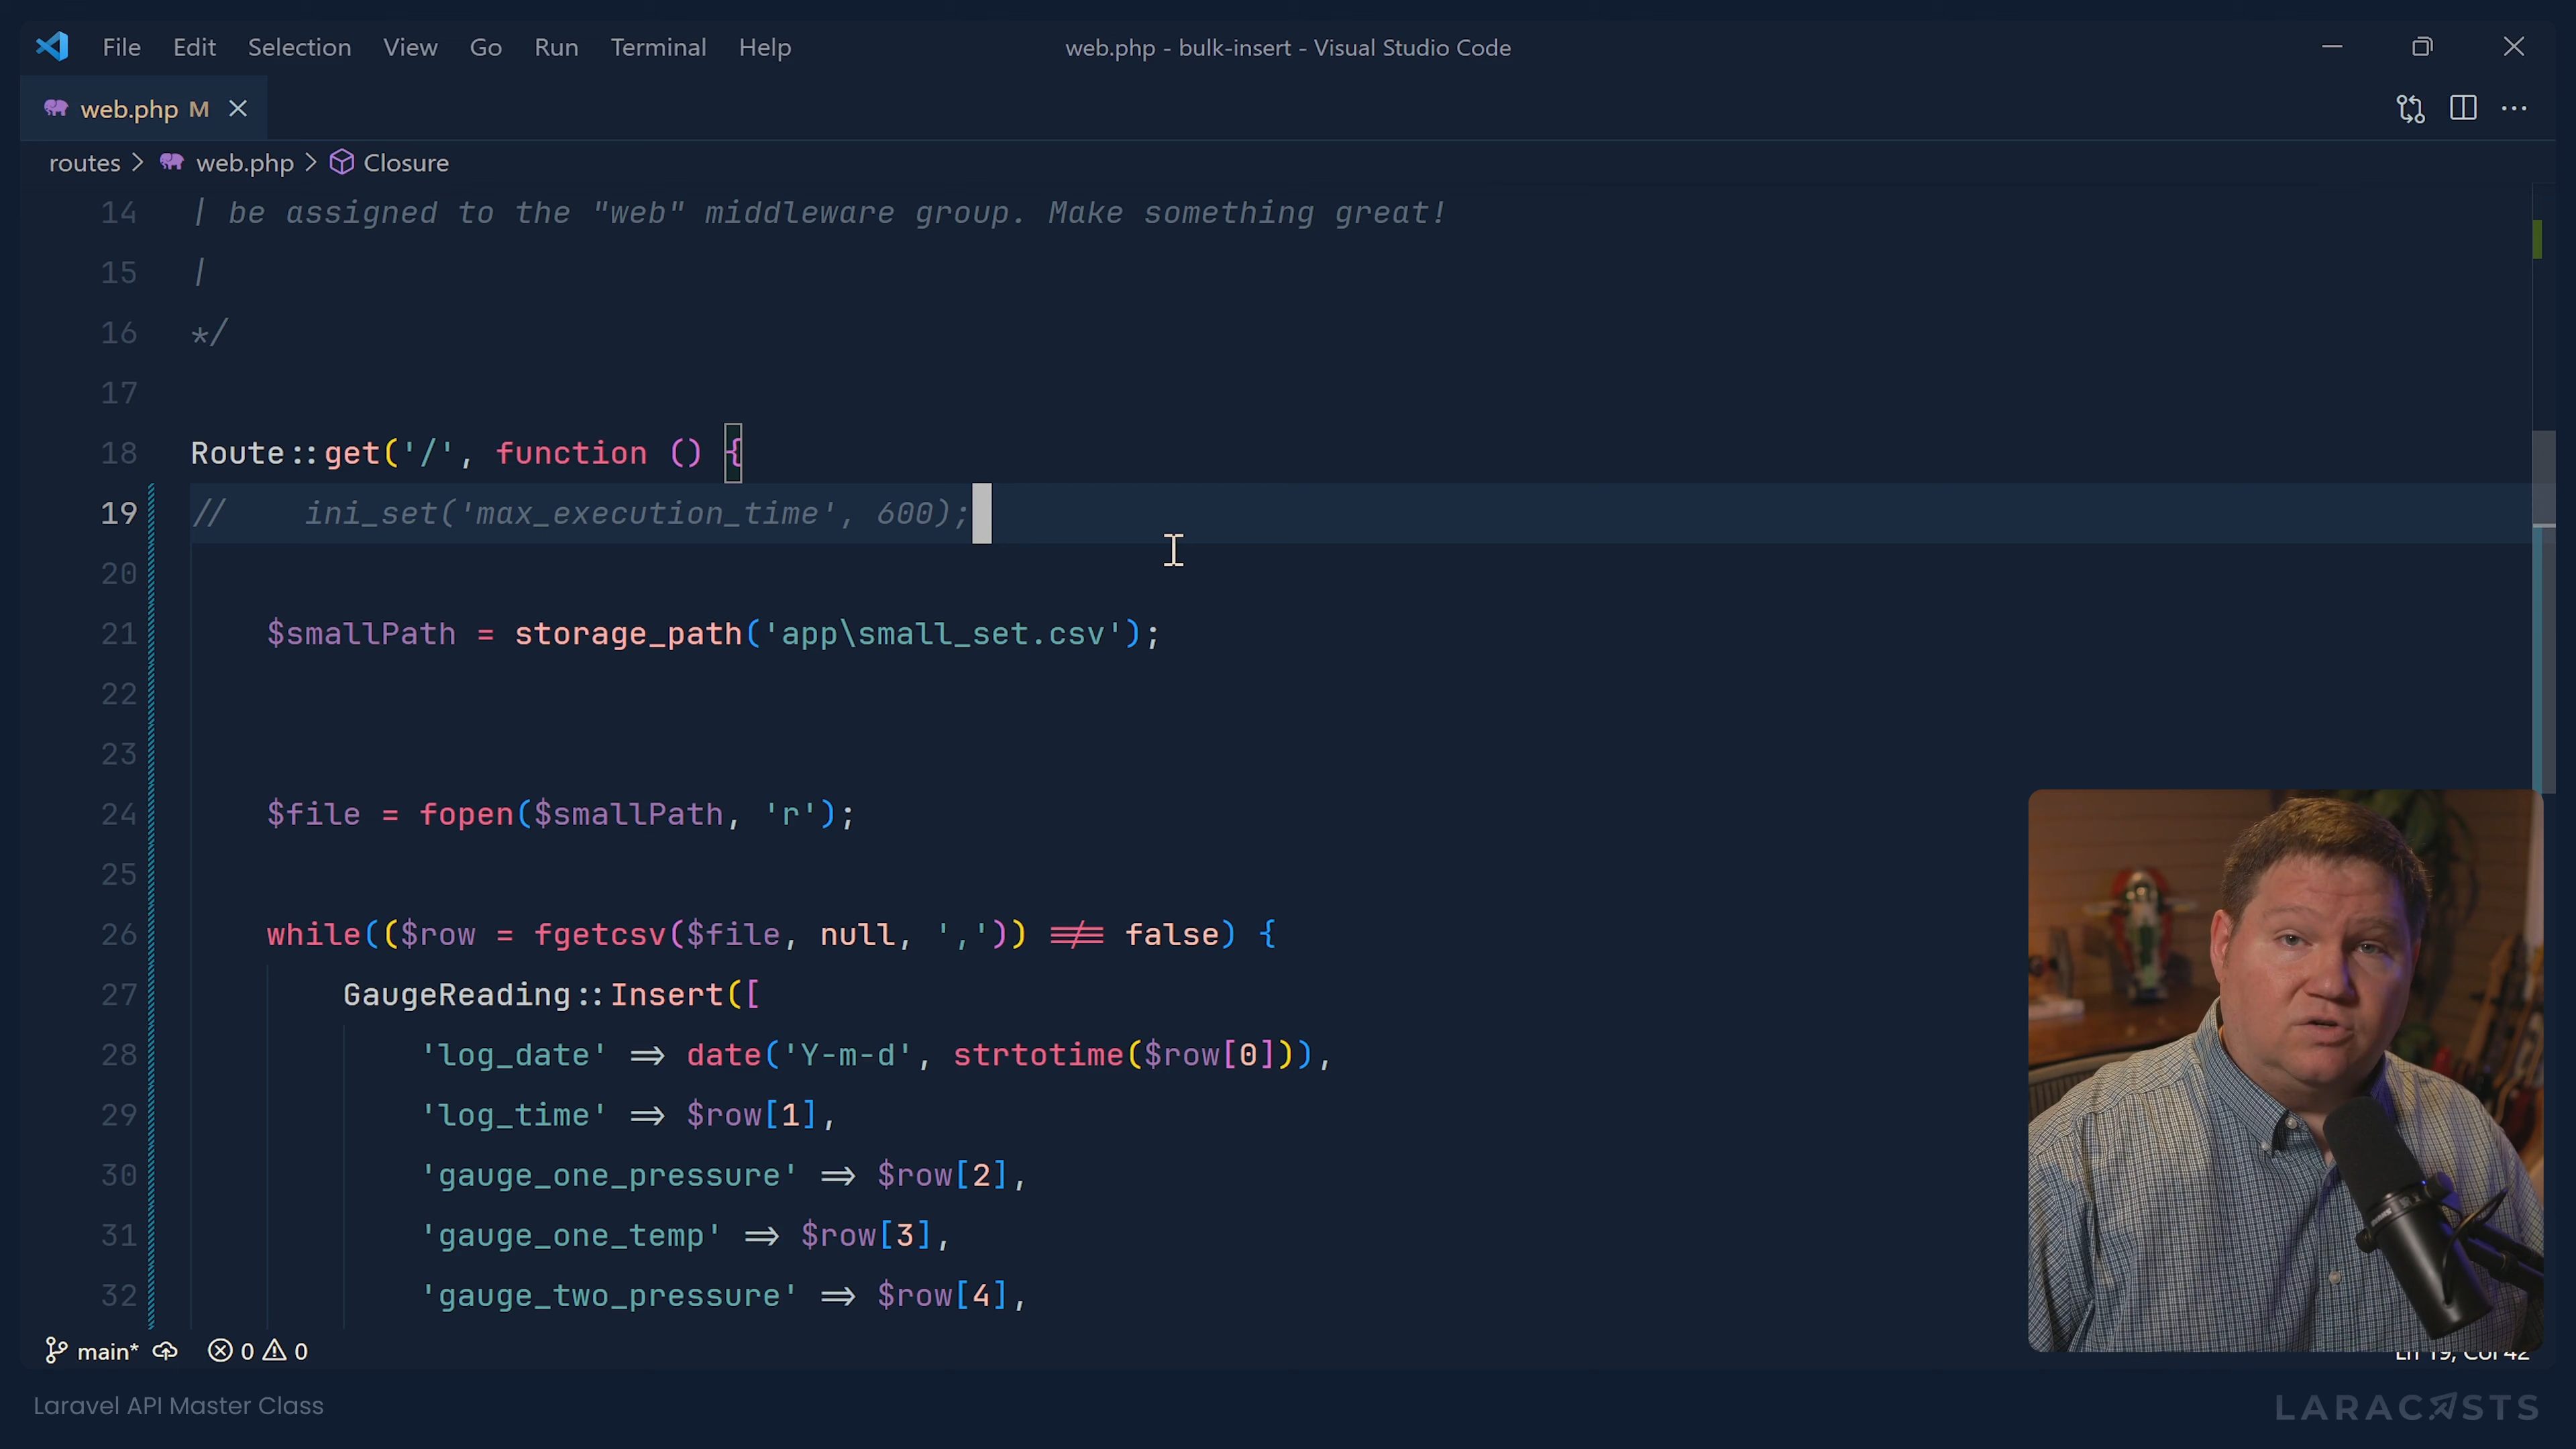 File Edit Selection View Go Run Terminal Help
web.php - bulk-insert - Visual Studio Code
web.php M
routes > web.php > Closure
14 | be assigned to the "web" middleware group. Make something great!
15 |
16 */
17
18 Route::get('/', function () {
19 //    ini_set('max_execution_time', 600);
20
21     $smallPath = storage_path('app\small_set.csv');
22
23
24     $file = fopen($smallPath, 'r');
25
26     while(($row = fgetcsv($file, null, ',')) !== false) {
27         GaugeReading::Insert([
28             'log_date' => date('Y-m-d', strtotime($row[0])),
29             'log_time' => $row[1],
30             'gauge_one_pressure' => $row[2],
31             'gauge_one_temp' => $row[3],
32             'gauge_two_pressure' => $row[4],
main* 0 0
Ln 19, Col 42
Laravel API Master Class
LARACASTS